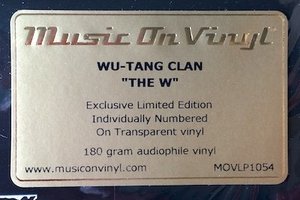 Music On Vinyl
WU-TANG CLAN
"THE W"
Exclusive Limited Edition
Individually Numbered
On Transparent vinyl
180 gram audiophile vinyl
www.musiconvinyl.com MOVLP1054